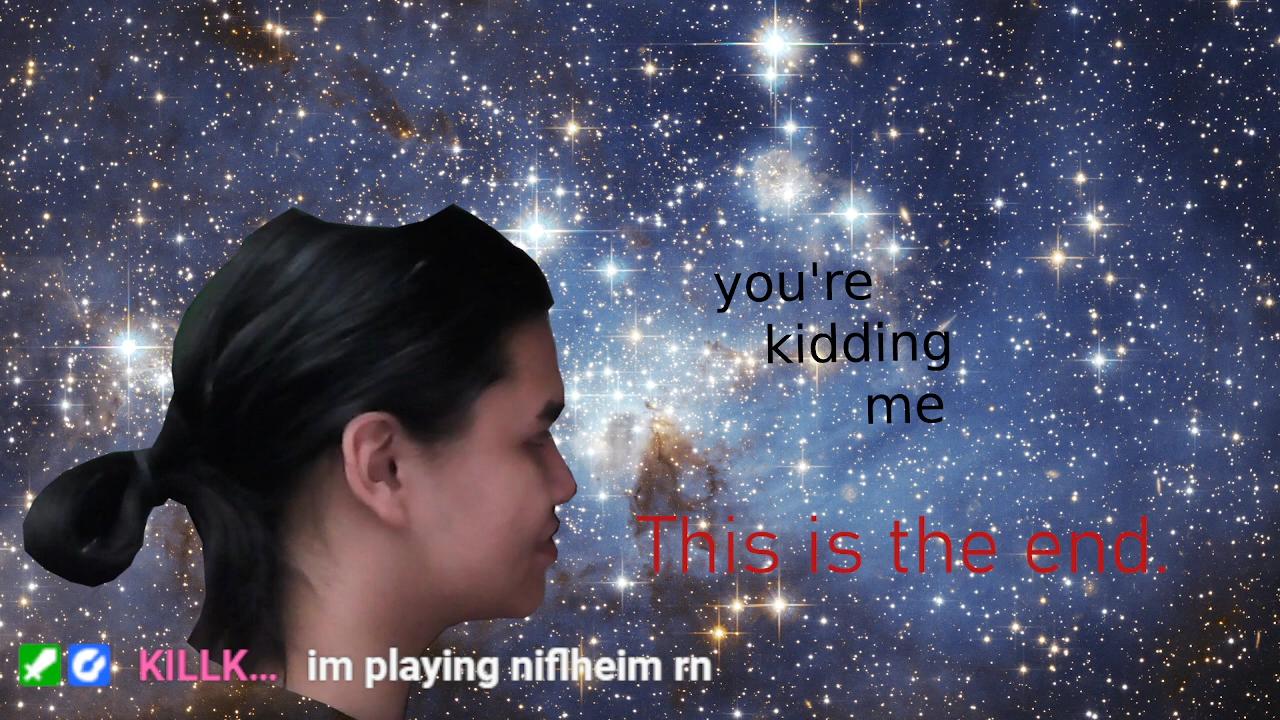 you're
kidding
me
This is the end.
KILLK... im playing niflheim rn